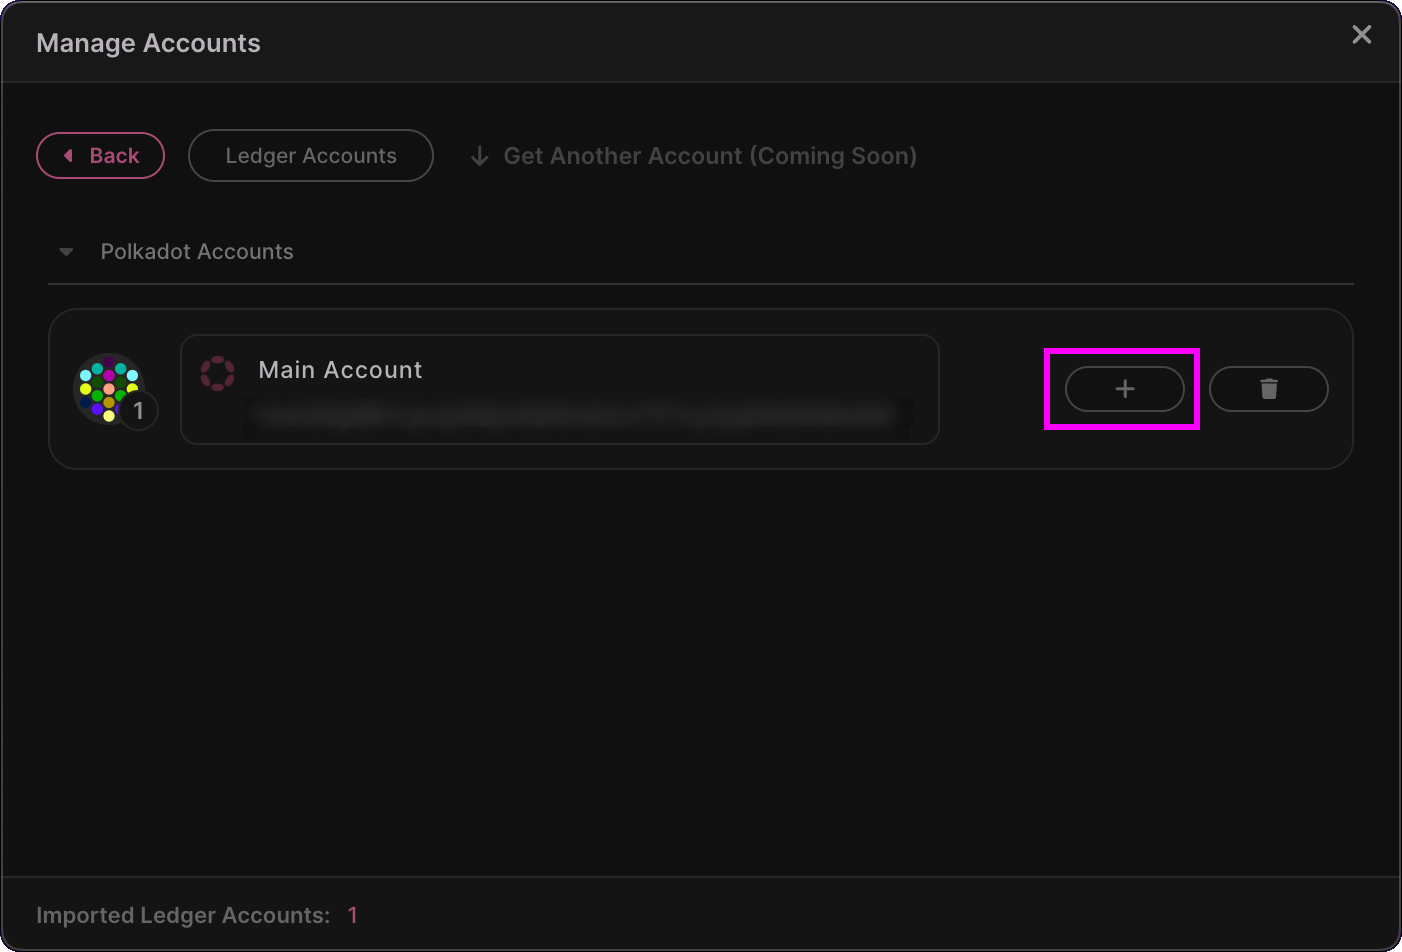 Manage Accounts
Back
Ledger Accounts
Get Another Account (Coming Soon)
Polkadot Accounts
1
Main Account
Imported Ledger Accounts: 1